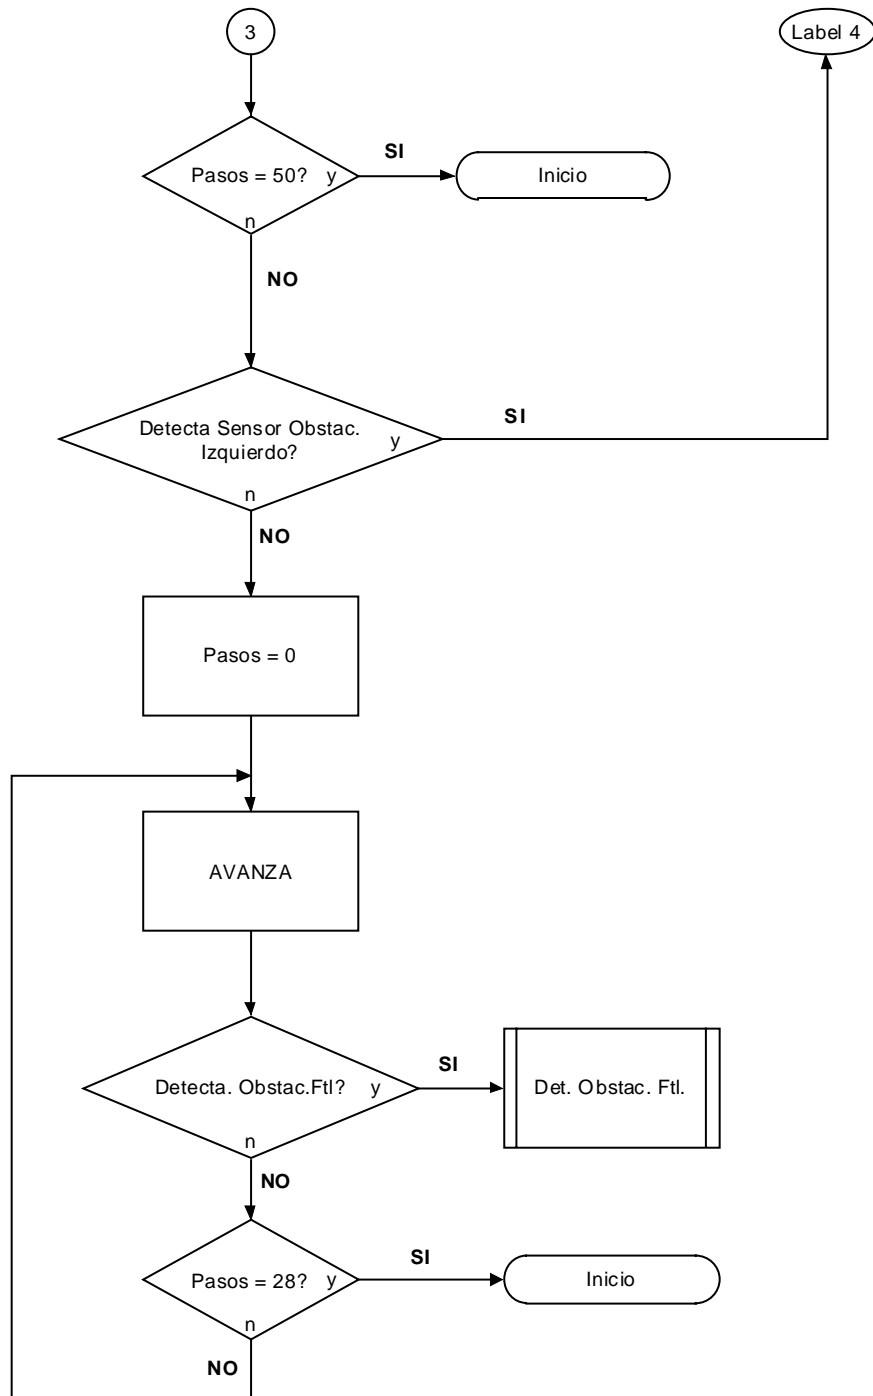 3
Label 4
SI
Pasos = 50? y
Inicio
n
NO
SI
Detecta Sensor Obstac.
Izquierdo?
y
n
NO
Pasos = 0
AVANZA
SI
Detecta. Obstac.Ftl? y
Det. Obstac. Ftl.
n
NO
SI
Pasos = 28? y
Inicio
n
NO